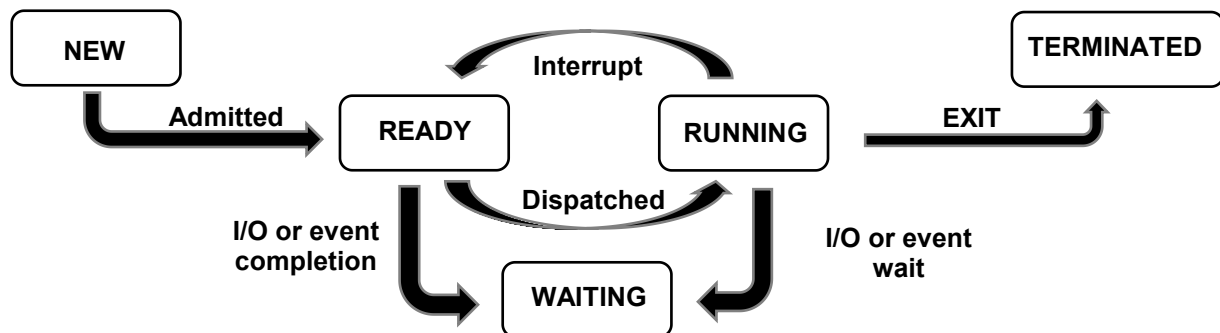 NEW
TERMINATED
Interrupt
Admitted
READY
RUNNING
EXIT
Dispatched
I/O or event
completion
I/O or event
wait
WAITING